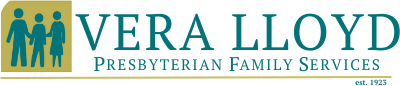 VERA LLOYD
PRESBYTERIAN FAMILY SERVICES
est. 1923